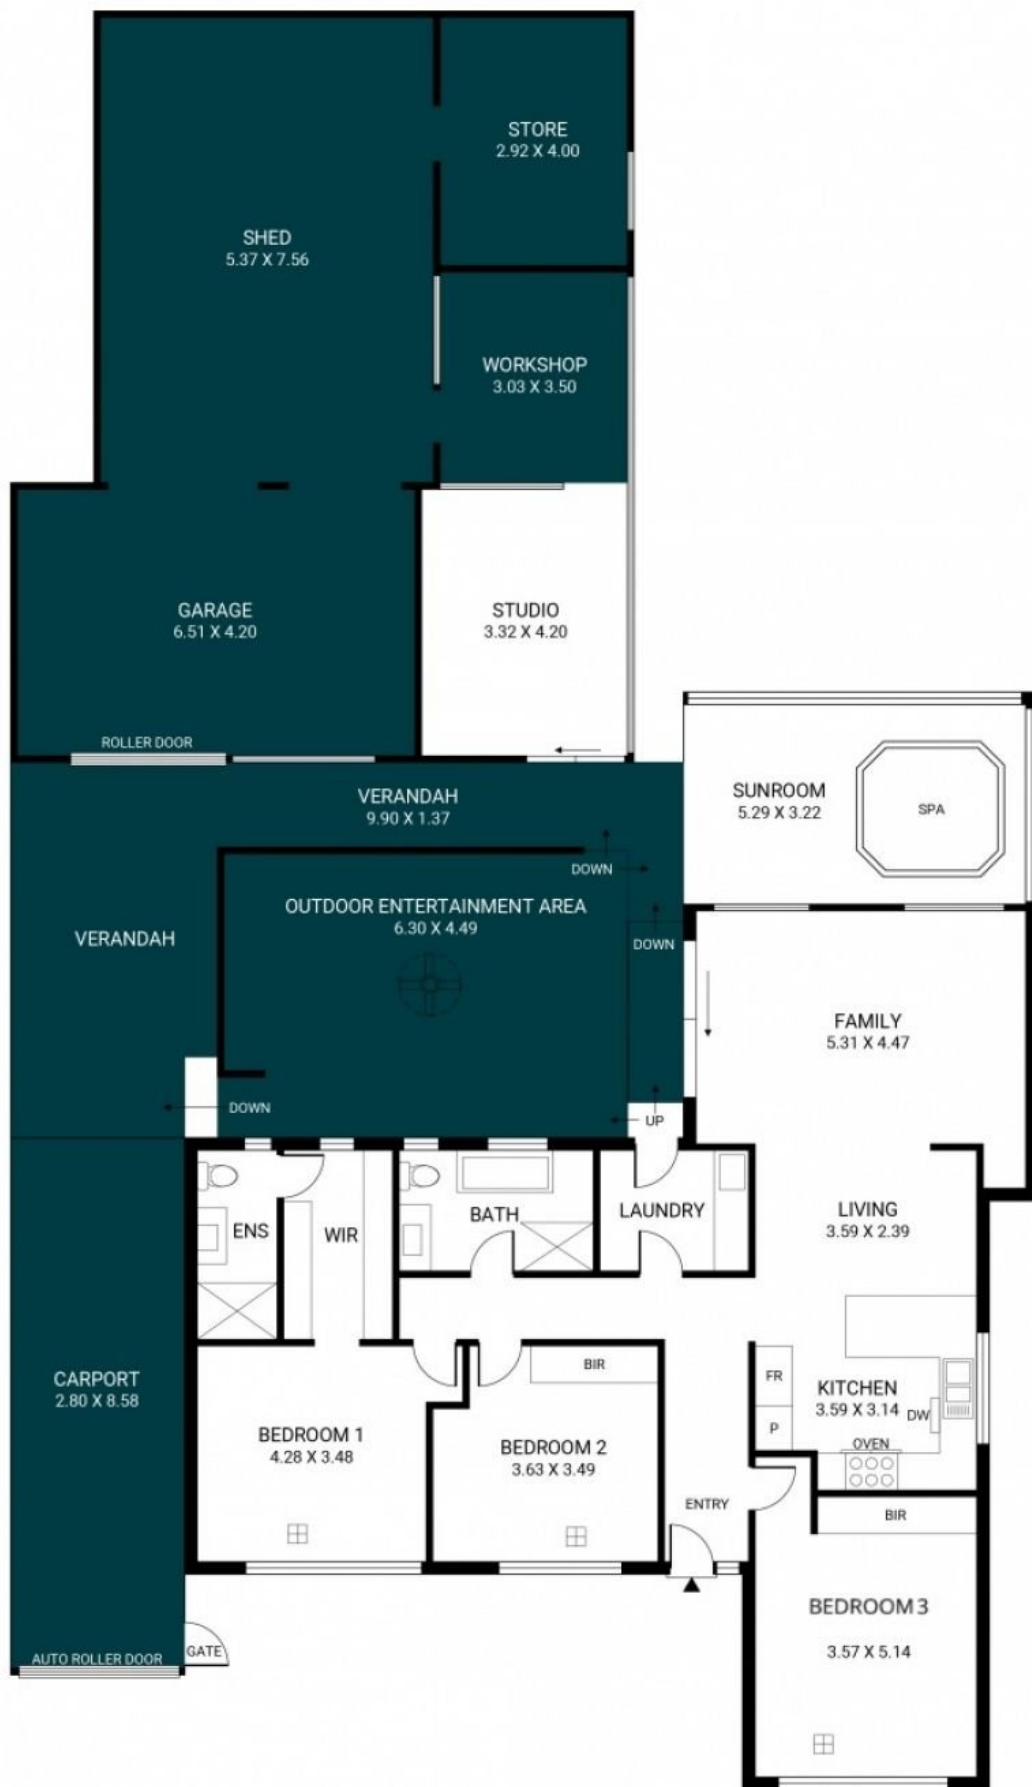 STORE
2.92 X 4.00
SHED
5.37 X 7.56
WORKSHOP
3.03 X 3.50
GARAGE
6.51 X 4.20
STUDIO
3.32 X 4.20
ROLLER DOOR
VERANDAH
9.90 X 1.37
SUNROOM
5.29 X 3.22
SPA
DOWN
OUTDOOR ENTERTAINMENT AREA
6.30 X 4.49
VERANDAH
DOWN
FAMILY
5.31 X 4.47
DOWN
UP
ENS
WIR
BATH
LAUNDRY
LIVING
3.59 X 2.39
CARPORT
2.80 X 8.58
BIR
FR
KITCHEN
3.59 X 3.14
DW
P
OVEN
BEDROOM 1
4.28 X 3.48
BEDROOM 2
3.63 X 3.49
ENTRY
BIR
BEDROOM 3
3.57 X 5.14
GATE
AUTO ROLLER DOOR